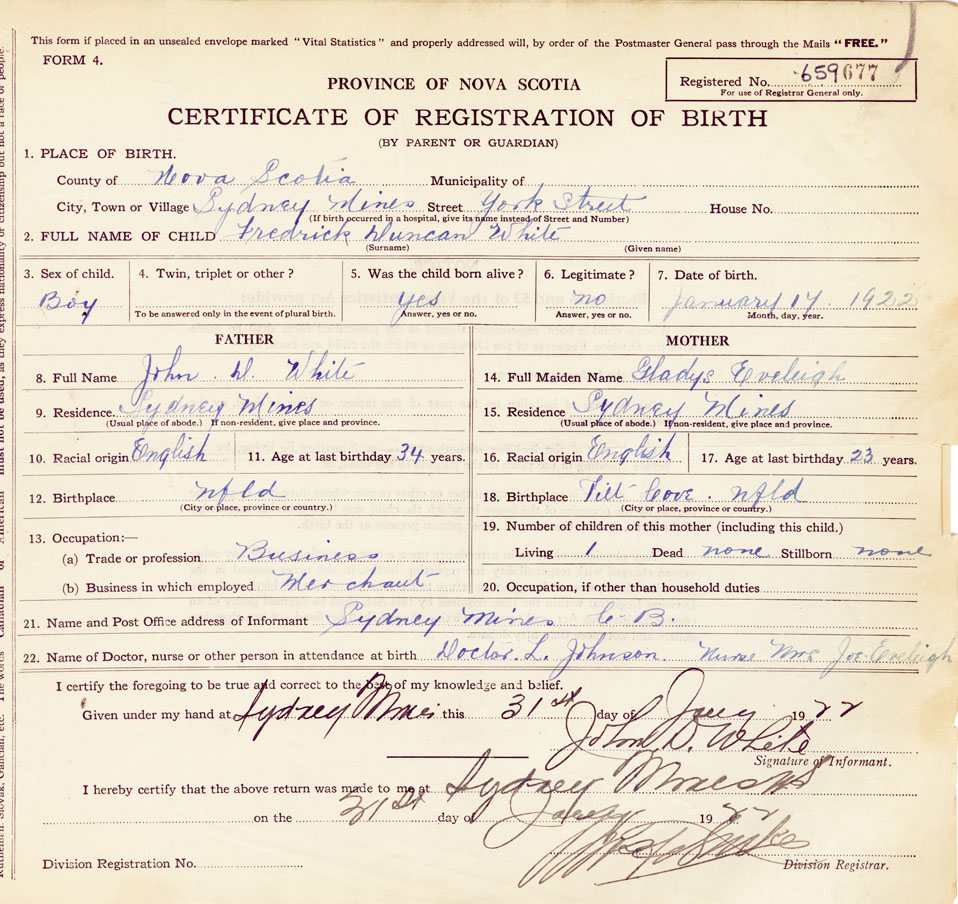 This form if placed in an unsealed envelope marked "Vital Statistics" and properly addressed will, by order of the Postmaster General pass through the Mails "FREE."
FORM 4.
Registered No. 659677
For use of Registrar General only.
PROVINCE OF NOVA SCOTIA
CERTIFICATE OF REGISTRATION OF BIRTH
(BY PARENT OR GUARDIAN)
1. PLACE OF BIRTH.
County of Nova Scotia Municipality of
City, Town or Village Sydney Mines Street York Street House No.
(If birth occurred in a hospital, give its name instead of Street and Number)
2. FULL NAME OF CHILD Fredrick Duncan White
(Surname) (Given name)
3. Sex of child. 4. Twin, triplet or other? 5. Was the child born alive? 6. Legitimate? 7. Date of birth.
Boy yes no January 17. 1922
To be answered only in the event of plural birth. Answer, yes or no. Answer, yes or no. Month, day, year.
FATHER MOTHER
8. Full Name John D. White 14. Full Maiden Name Gladys Eveleigh
9. Residence Sydney Mines 15. Residence Sydney Mines
(Usual place of abode.) If non-resident, give place and province. (Usual place of abode.) If non-resident, give place and province.
10. Racial origin English 11. Age at last birthday 34 years. 16. Racial origin English 17. Age at last birthday 23 years.
12. Birthplace nfld 18. Birthplace Tilt Cove. nfld
(City or place, province or country.) (City or place, province or country.)
13. Occupation:— 19. Number of children of this mother (including this child.)
(a) Trade or profession Business Living 1 Dead none Stillborn none
(b) Business in which employed Merchant 20. Occupation, if other than household duties
21. Name and Post Office address of Informant Sydney Mines C-B.
22. Name of Doctor, nurse or other person in attendance at birth Doctor. L. Johnson. Nurse Mrs Joe Eveleigh
I certify the foregoing to be true and correct to the best of my knowledge and belief.
Given under my hand at Sydney Mines this 31st day of Jany 1922
John D. White
Signature of Informant.
I hereby certify that the above return was made to me at Sydney Mines NS
on the 31st day of Jany 1922
Division Registration No. Division Registrar.